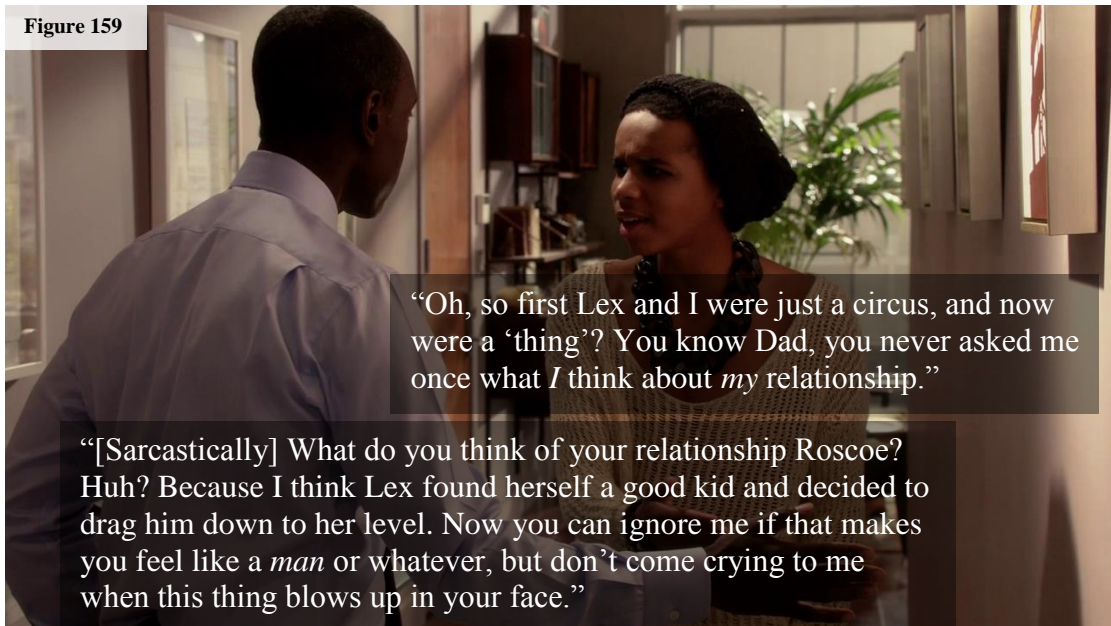 Figure 159
“Oh, so first Lex and I were just a circus, and now
were a ‘thing’? You know Dad, you never asked me
once what I think about my relationship.”
“[Sarcastically] What do you think of your relationship Roscoe?
Huh? Because I think Lex found herself a good kid and decided to
drag him down to her level. Now you can ignore me if that makes
you feel like a man or whatever, but don’t come crying to me
when this thing blows up in your face.”